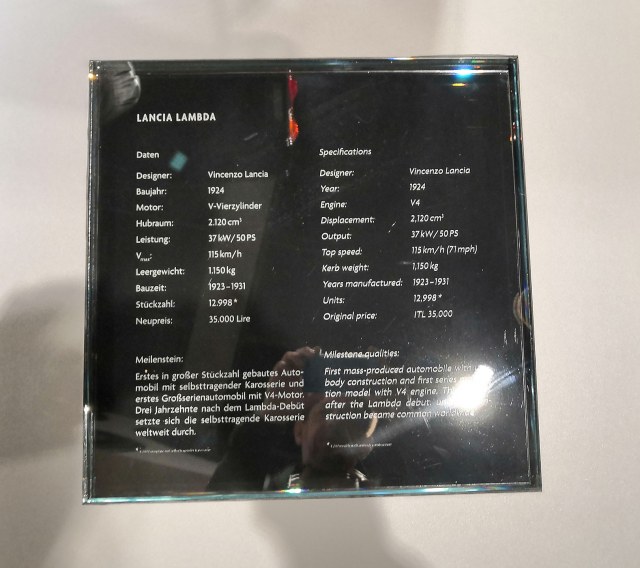 LANCIA LAMBDA
Daten
Designer: Vincenzo Lancia
Baujahr: 1924
Motor: V-Vierzylinder
Hubraum: 2.120 cm³
Leistung: 37 kW/50 PS
Vmax: 115 km/h
Leergewicht: 1.150 kg
Bauzeit: 1923–1931
Stückzahl: 12.998*
Neupreis: 35.000 Lire
Meilenstein:
Erstes in großer Stückzahl gebautes Auto-
mobil mit selbsttragender Karosserie und
erstes Großserienautomobil mit V4-Motor.
Drei Jahrzehnte nach dem Lambda-Debüt
setzte sich die selbsttragende Karosserie
weltweit durch.
Specifications
Designer: Vincenzo Lancia
Year: 1924
Engine: V4
Displacement: 2,120 cm³
Output: 37 kW/50 PS
Top speed: 115 km/h (71 mph)
Kerb weight: 1,150 kg
Years manufactured: 1923–1931
Units: 12,998*
Original price: ITL 35,000
Milestone qualities:
First mass-produced automobile with
body construction and first series
tion model with V4 engine.
after the Lambda debut,
struction became common worldwide.